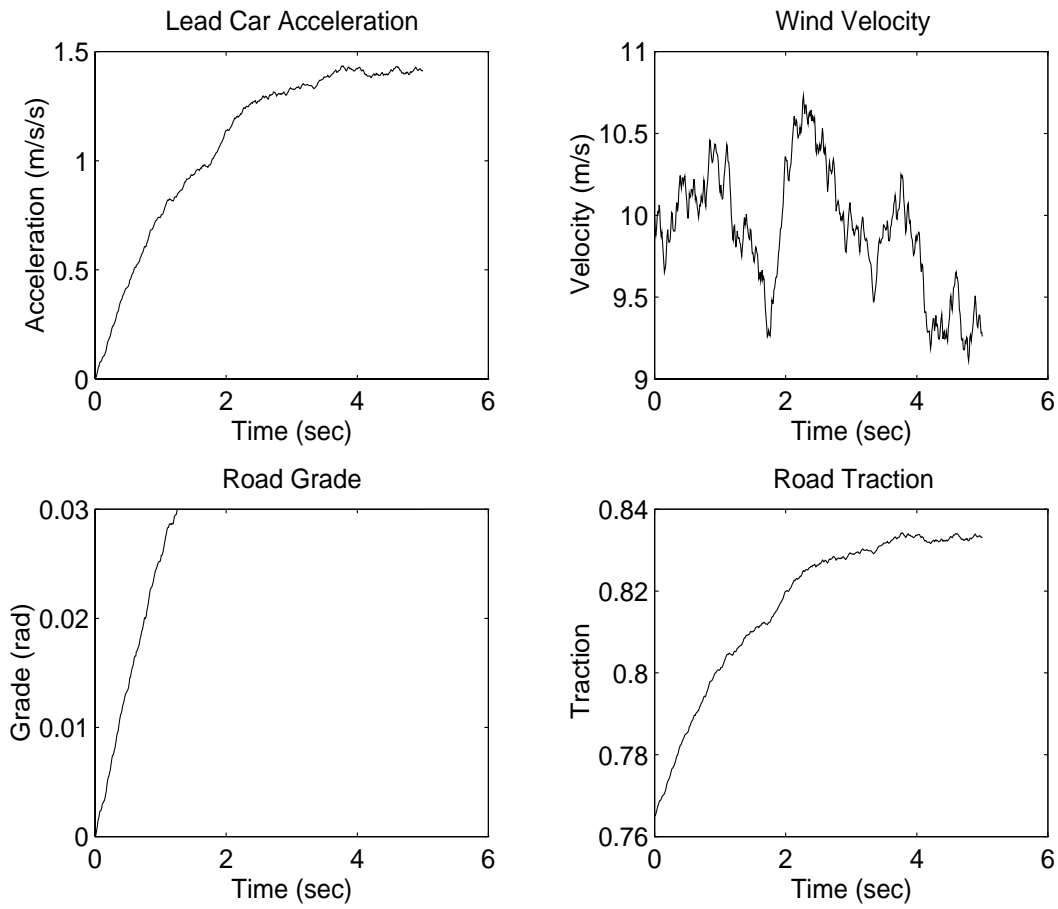 Lead Car Acceleration
Acceleration (m/s/s)
1.5
1
0.5
0
0 2 4 6
Time (sec)
Wind Velocity
Velocity (m/s)
11
10.5
10
9.5
9
0 2 4 6
Time (sec)
Road Grade
Grade (rad)
0.03
0.02
0.01
0
0 2 4 6
Time (sec)
Road Traction
Traction
0.84
0.82
0.8
0.78
0.76
0 2 4 6
Time (sec)